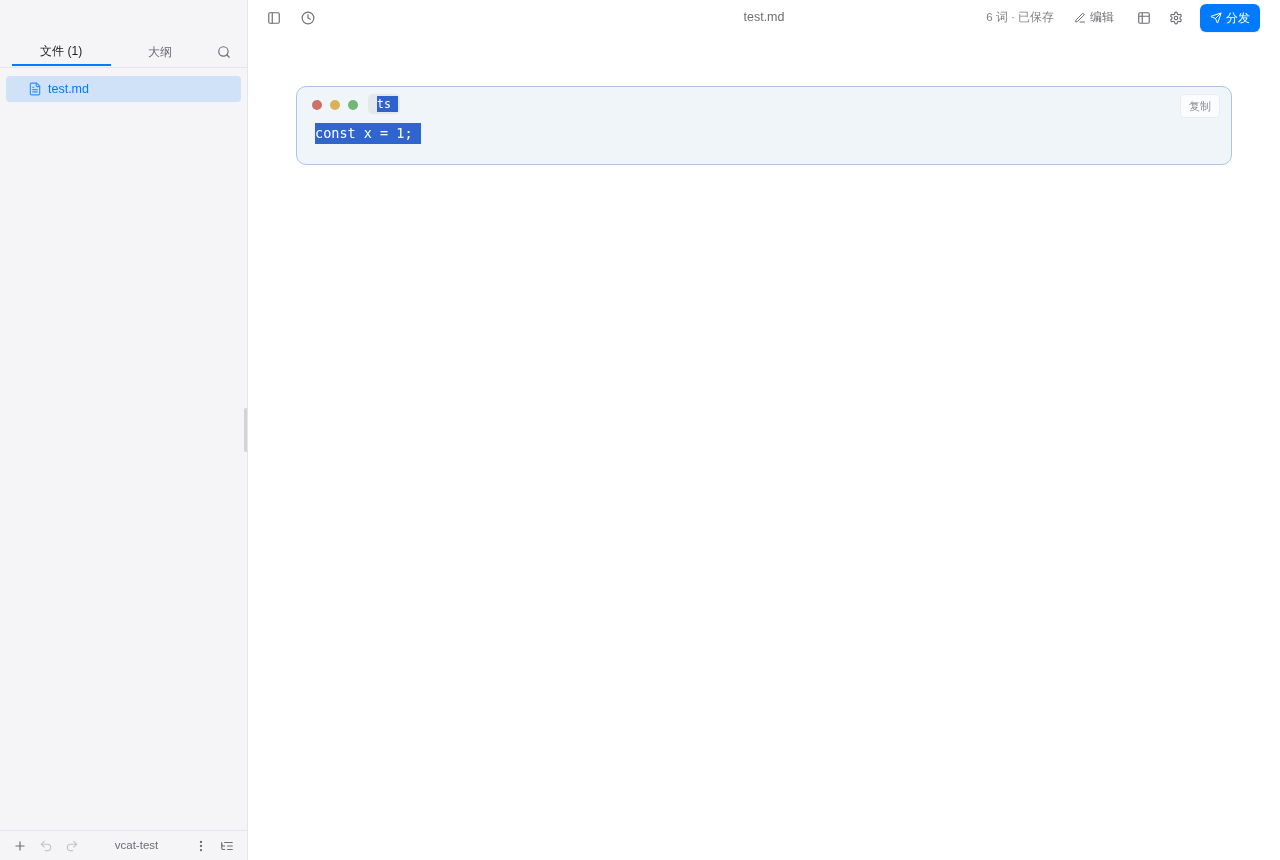 test.md
6 词 · 已保存
编辑
分发
文件 (1)
大纲
test.md
ts
复制
const x = 1;
vcat-test